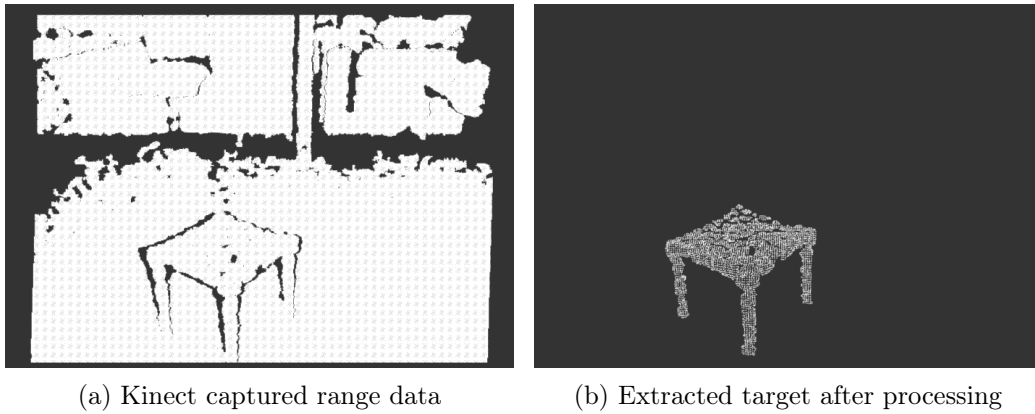 (a) Kinect captured range data
(b) Extracted target after processing